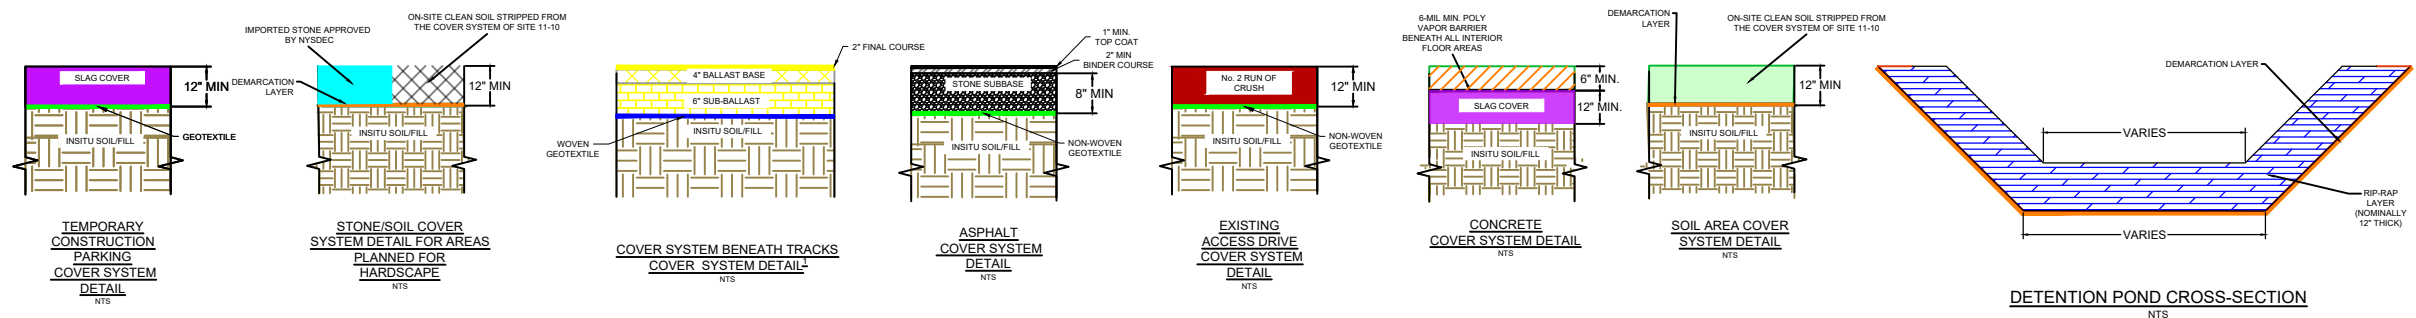 SLAG COVER
12" MIN
GEOTEXTILE
INSITU SOIL/FILL
TEMPORARY
CONSTRUCTION
PARKING
COVER SYSTEM
DETAIL
NTS
IMPORTED STONE APPROVED
BY NYSDEC
ON-SITE CLEAN SOIL STRIPPED FROM
THE COVER SYSTEM OF SITE 11-10
DEMARCATION
LAYER
12" MIN
INSITU SOIL/FILL
STONE/SOIL COVER
SYSTEM DETAIL FOR AREAS
PLANNED FOR
HARDSCAPE
NTS
2" FINAL COURSE
4" BALLAST BASE
6" SUB-BALLAST
INSITU SOIL/FILL
WOVEN
GEOTEXTILE
COVER SYSTEM BENEATH TRACKS
COVER SYSTEM DETAIL1
NTS
1" MIN.
TOP COAT
2" MIN
BINDER COURSE
STONE SUBBASE
8" MIN
INSITU SOIL/FILL
NON-WOVEN
GEOTEXTILE
ASPHALT
COVER SYSTEM
DETAIL
NTS
No. 2 RUN OF
CRUSH
12" MIN
NON-WOVEN
GEOTEXTILE
INSITU SOIL/FILL
EXISTING
ACCESS DRIVE
COVER SYSTEM
DETAIL
NTS
6-MIL MIN. POLY
VAPOR BARRIER
BENEATH ALL INTERIOR
FLOOR AREAS
6" MIN.
SLAG COVER
12" MIN.
INSITU SOIL/FILL
CONCRETE
COVER SYSTEM DETAIL
NTS
DEMARCATION
LAYER
ON-SITE CLEAN SOIL STRIPPED FROM
THE COVER SYSTEM OF SITE 11-10
12" MIN
INSITU SOIL/FILL
SOIL AREA COVER
SYSTEM DETAIL
NTS
DEMARCATION LAYER
VARIES
RIP-RAP
LAYER
(NOMINALLY
12" THICK)
VARIES
DETENTION POND CROSS-SECTION
NTS